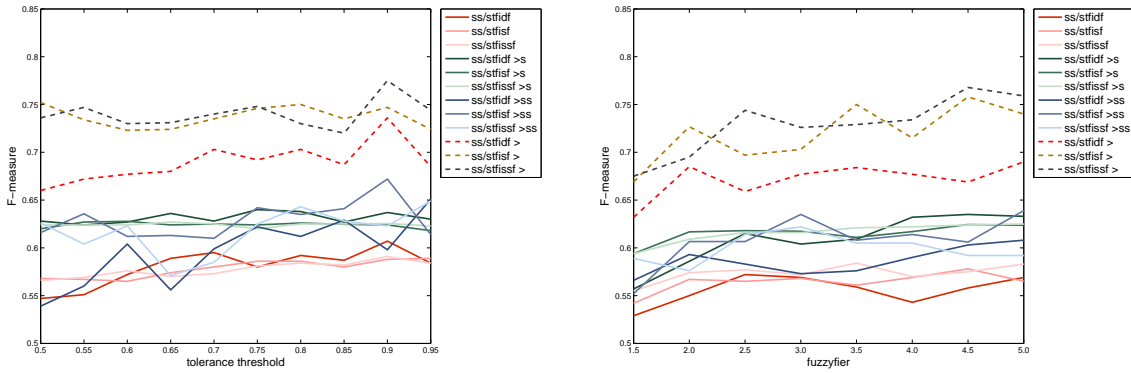 0.85
0.8
0.75
0.7
0.65
0.6
0.55
0.5
F−measure
0.5 0.55 0.6 0.65 0.7 0.75 0.8 0.85 0.9 0.95
tolerance threshold
ss/stfidf
ss/stfisf
ss/stfissf
ss/stfidf >s
ss/stfisf >s
ss/stfissf >s
ss/stfidf >ss
ss/stfisf >ss
ss/stfissf >ss
ss/stfidf >
ss/stfisf >
ss/stfissf >
0.85
0.8
0.75
0.7
0.65
0.6
0.55
0.5
F−measure
1.5 2.0 2.5 3.0 3.5 4.0 4.5 5.0
fuzzyfier
ss/stfidf
ss/stfisf
ss/stfissf
ss/stfidf >s
ss/stfisf >s
ss/stfissf >s
ss/stfidf >ss
ss/stfisf >ss
ss/stfissf >ss
ss/stfidf >
ss/stfisf >
ss/stfissf >